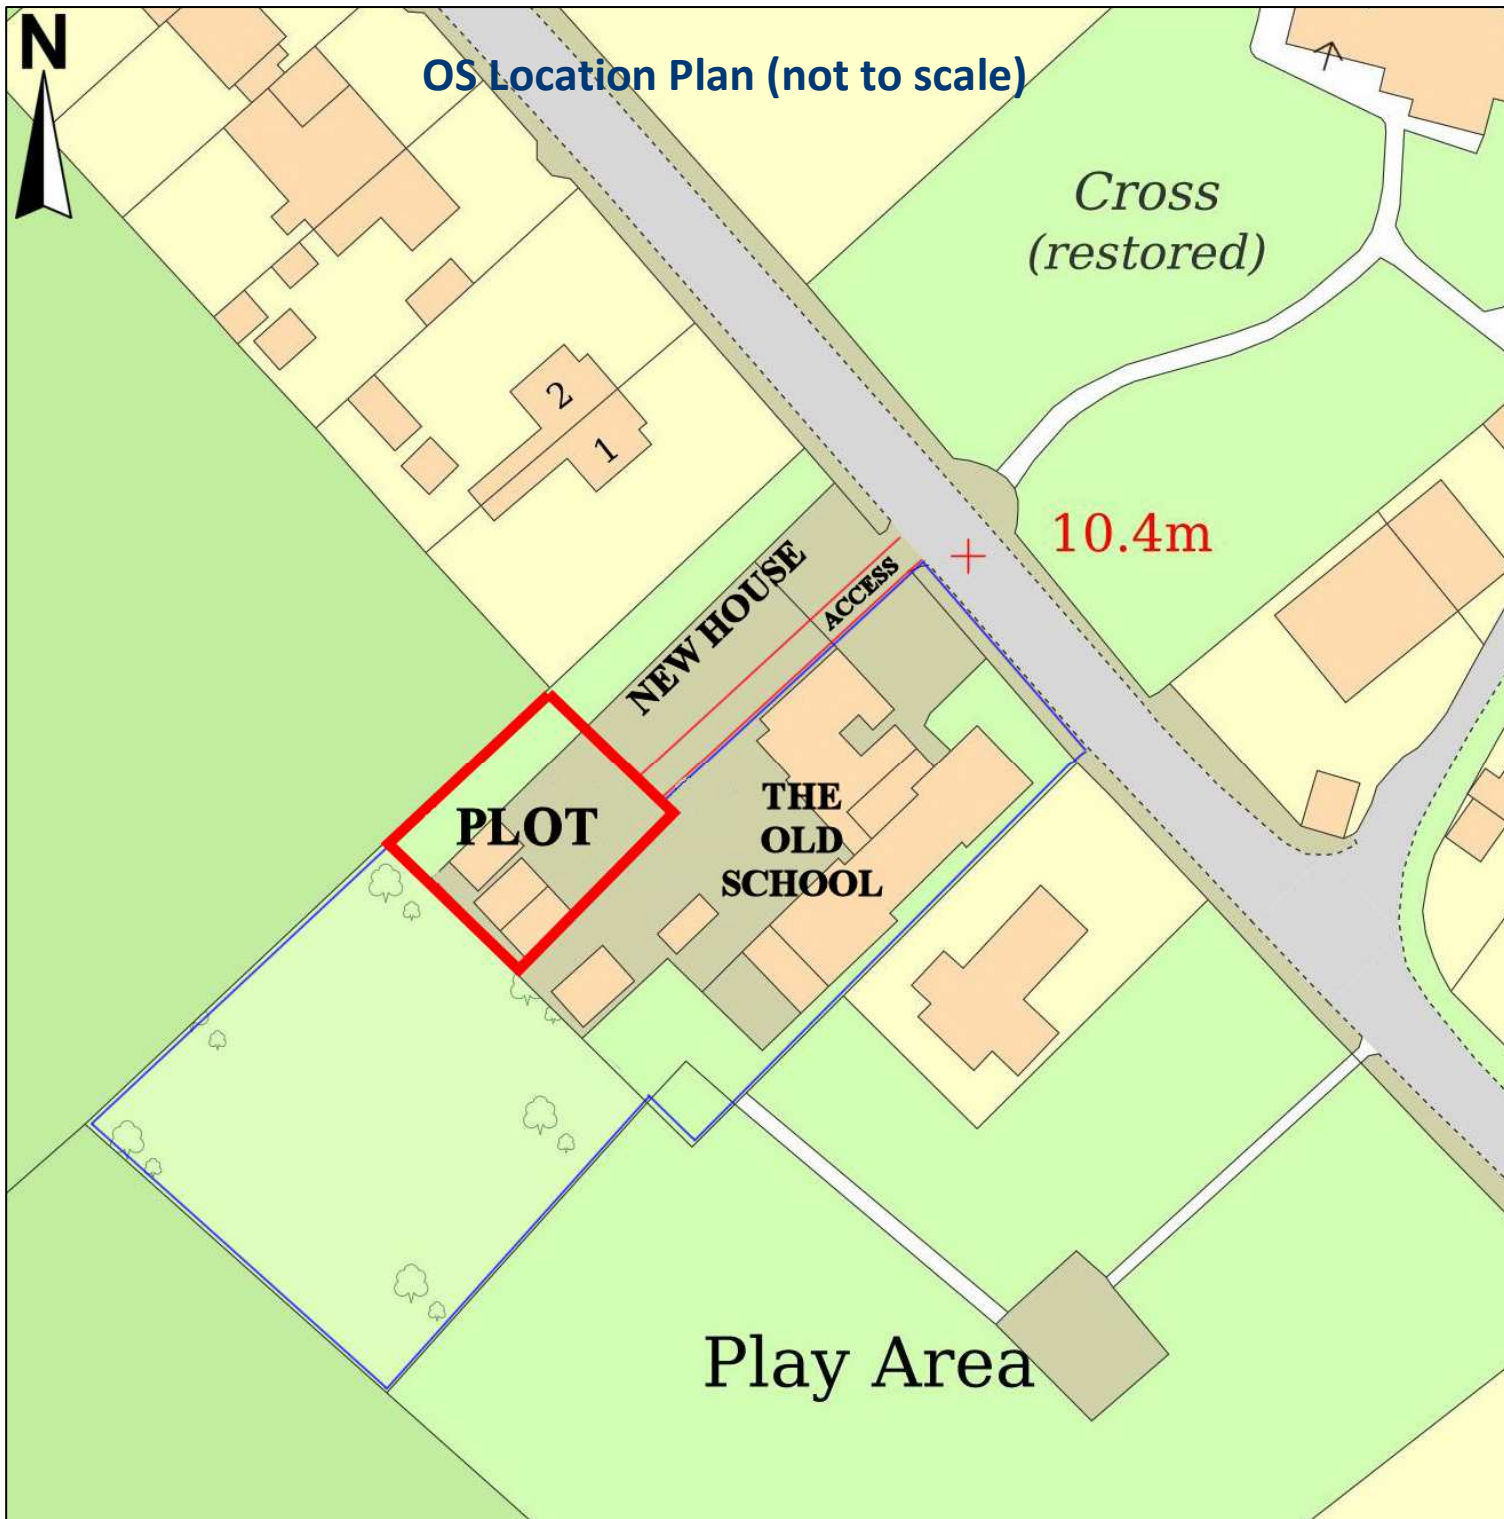 N
OS Location Plan (not to scale)
Cross
(restored)
2
1
10.4m
NEW HOUSE
ACCESS
PLOT
THE
OLD
SCHOOL
Play Area